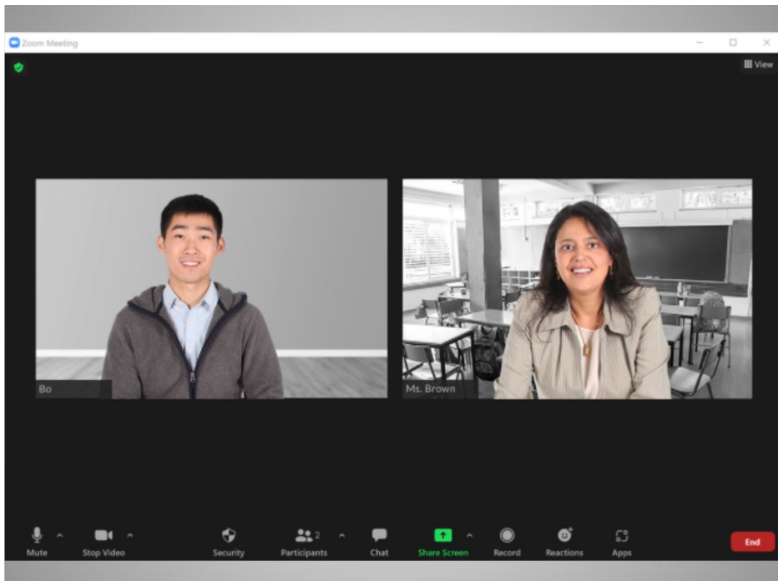 Zoom Meeting
View
Bo
Ms. Brown
Mute
Stop Video
Security
Participants
2
Chat
Share Screen
Record
Reactions
Apps
End